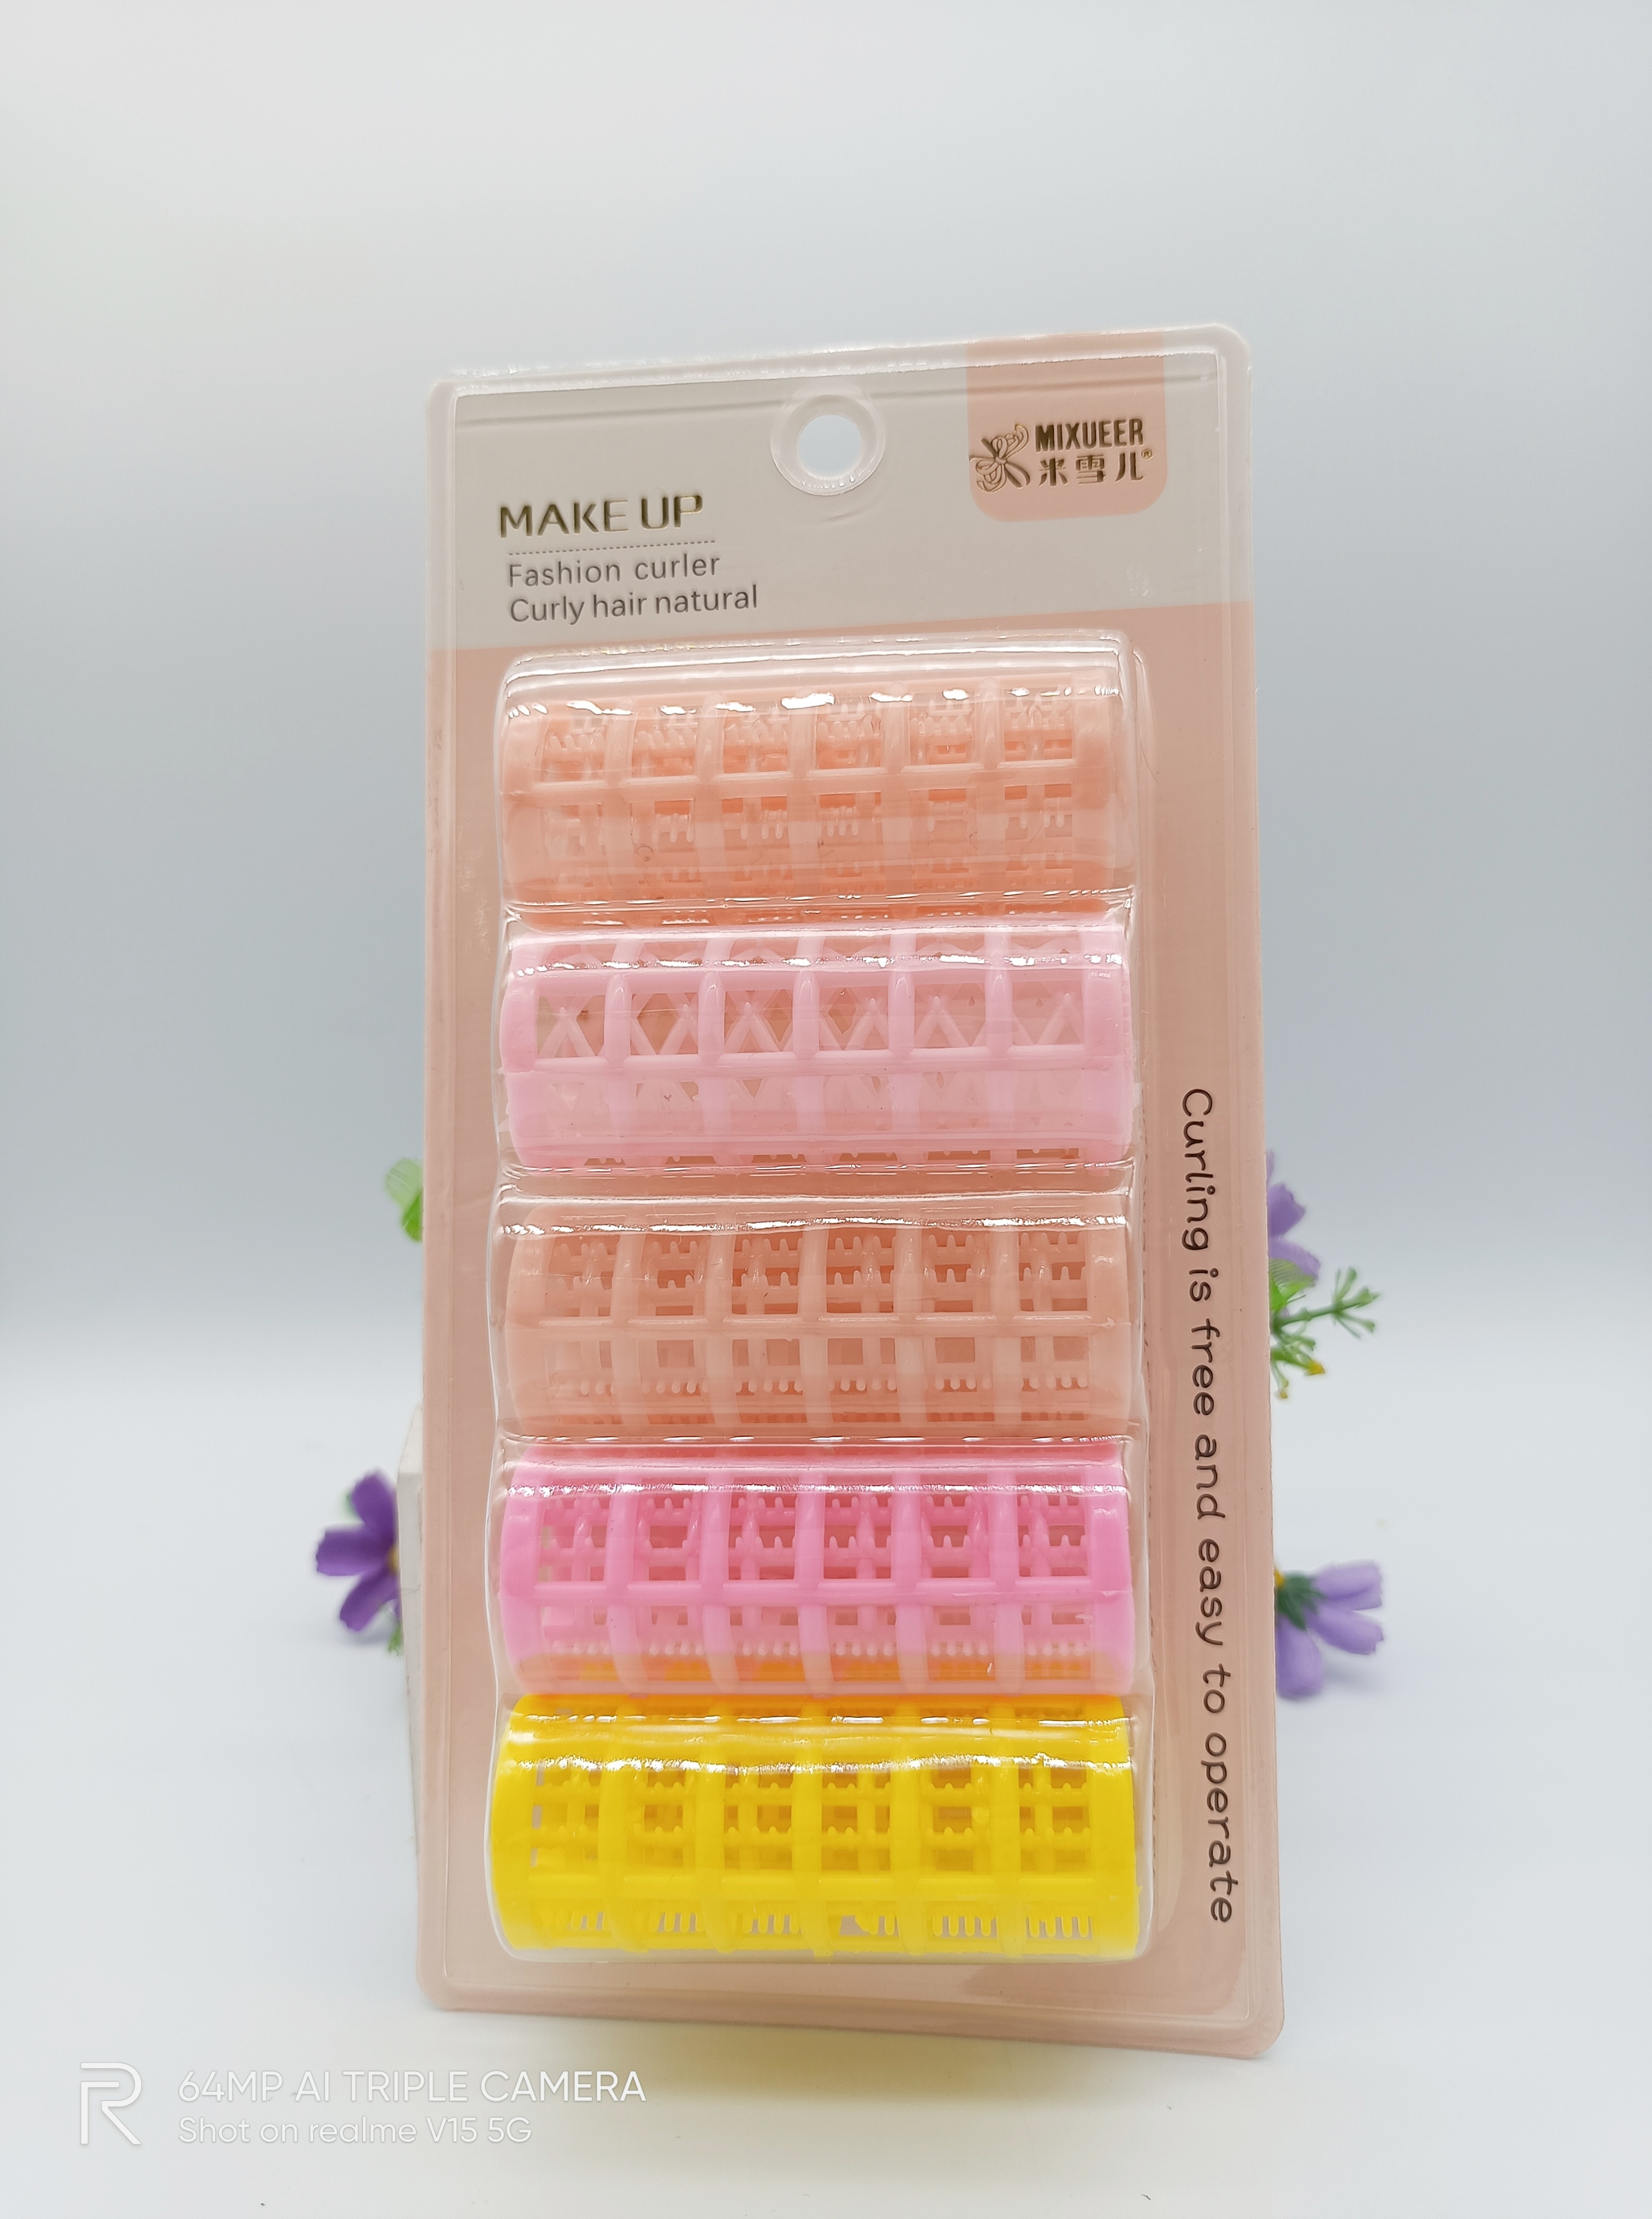 MIXUEER
米雪儿®
MAKE UP
Fashion curler
Curly hair natural
Curling is free and easy to operate
64MP AI TRIPLE CAMERA
Shot on realme V15 5G